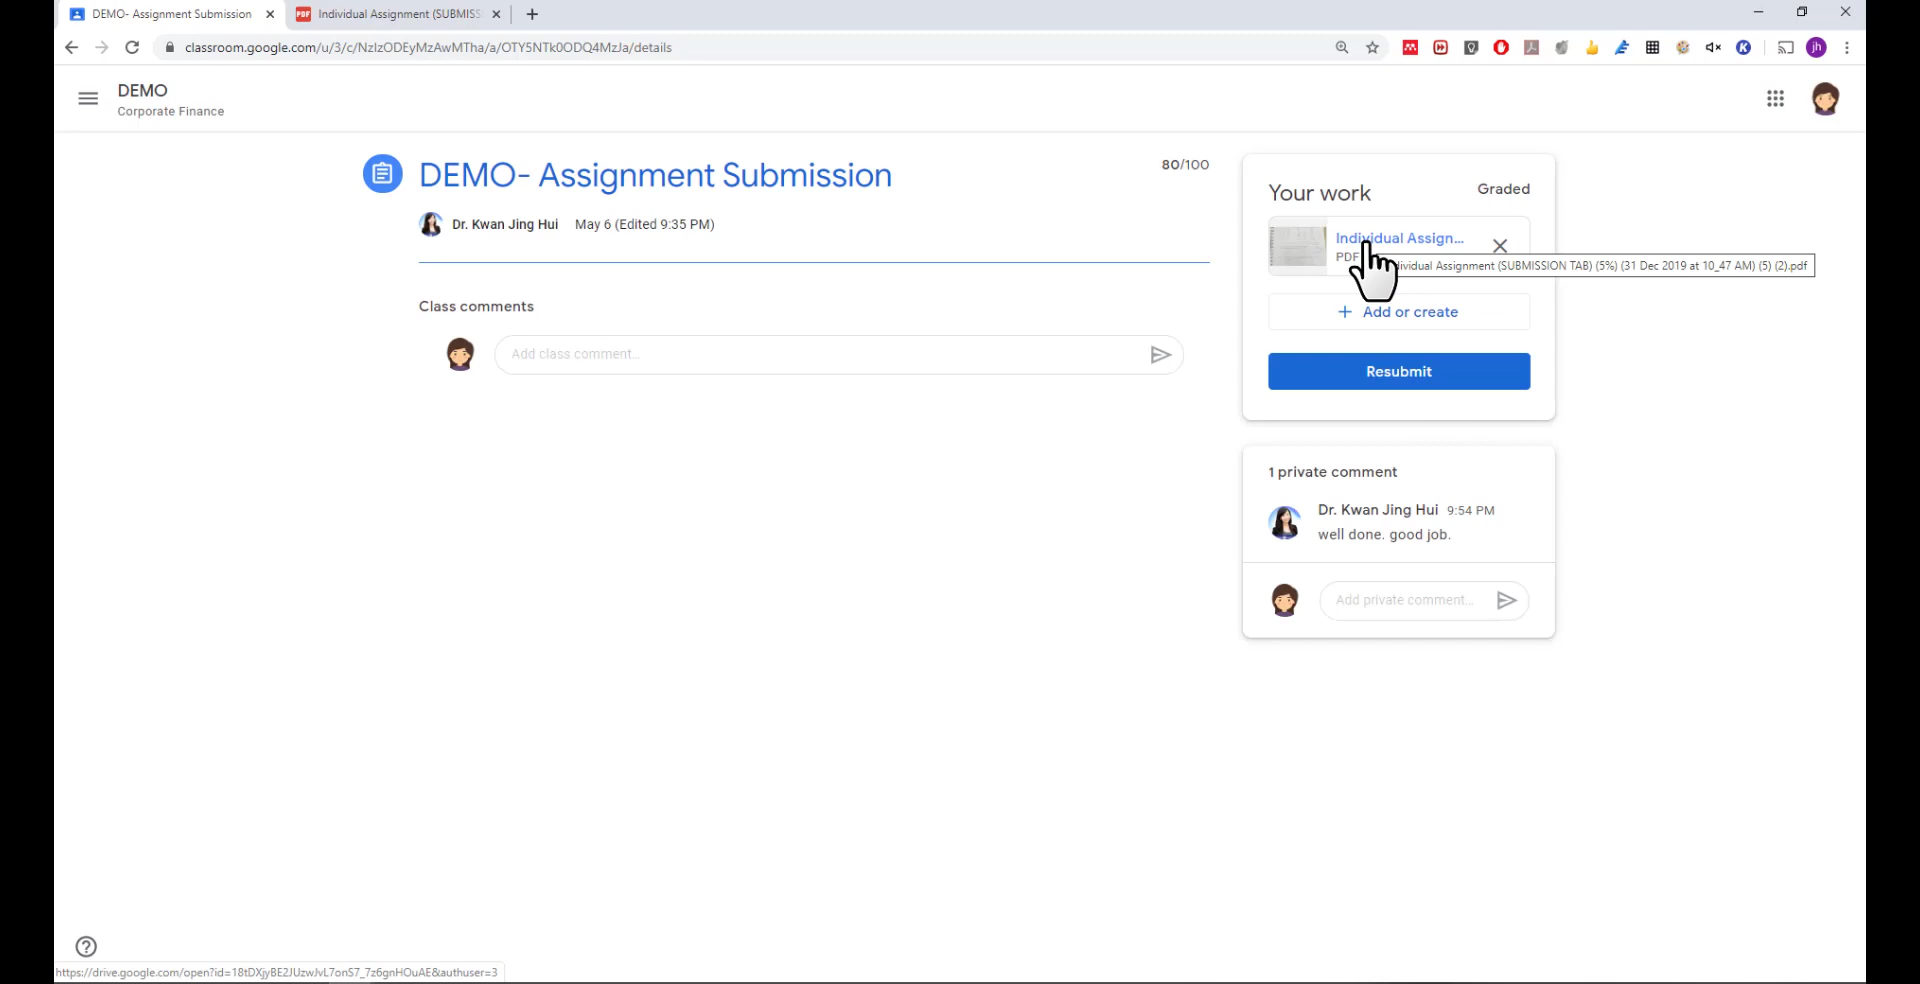 DEMO- Assignment Submission
Individual Assignment (SUBMISS
classroom.google.com/u/3/c/NzIzODEyMzAwMTha/a/OTY5NTk0ODQ4MzJa/details
jh
DEMO
Corporate Finance
DEMO- Assignment Submission
80/100
Dr. Kwan Jing Hui May 6 (Edited 9:35 PM)
Class comments
Add class comment...
Your work
Graded
Individual Assign...
PDF
dividual Assignment (SUBMISSION TAB) (5%) (31 Dec 2019 at 10_47 AM) (5) (2).pdf
+ Add or create
Resubmit
1 private comment
Dr. Kwan Jing Hui 9:54 PM
well done. good job.
Add private comment...
https://drive.google.com/open?id=18tDXjyBE2JUzwJvL7onS7_7z6gnHOuAE&authuser=3